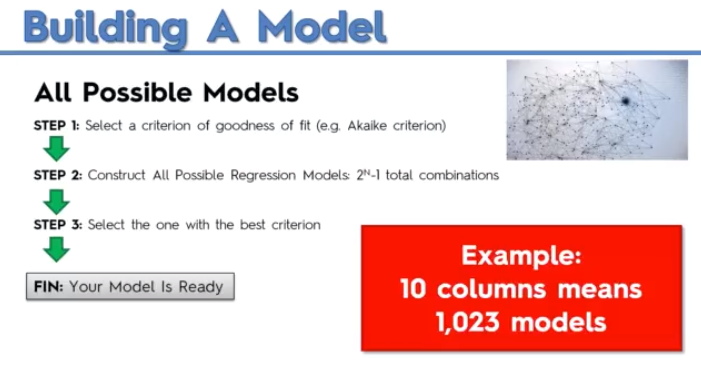 Building A Model
All Possible Models
STEP 1: Select a criterion of goodness of fit (e.g. Akaike criterion)
STEP 2: Construct All Possible Regression Models: 2ᴺ-1 total combinations
STEP 3: Select the one with the best criterion
FIN: Your Model Is Ready
Example:
10 columns means
1,023 models